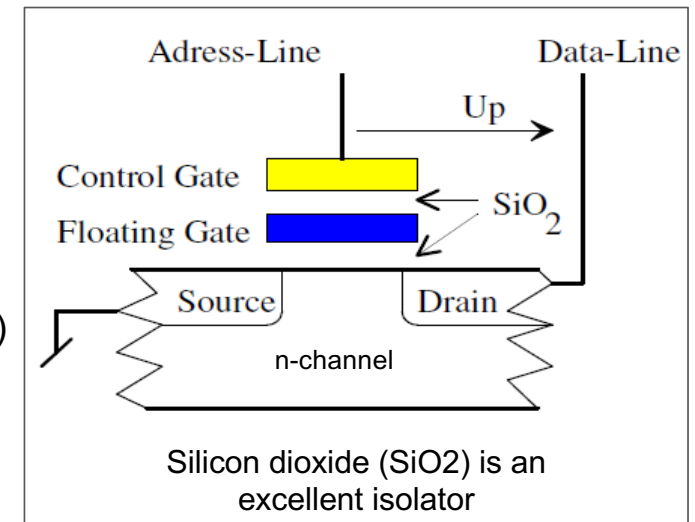 Adress-Line
Data-Line
Up
Control Gate
SiO2
Floating Gate
Source
Drain
)
n-channel
Silicon dioxide (SiO2) is an
excellent isolator